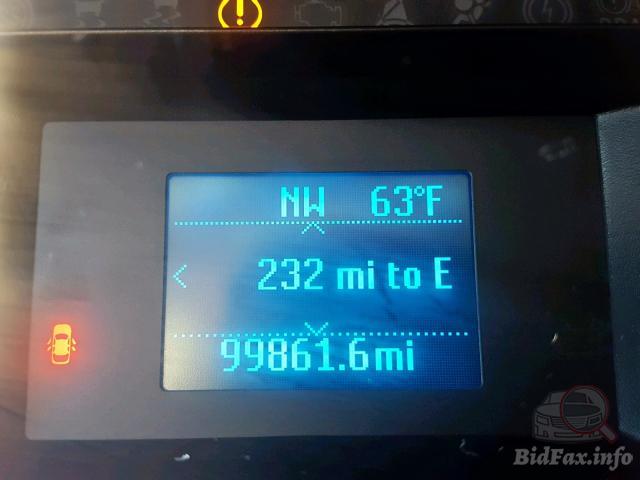 NW 63°F
232 mi to E
99861.6mi
BidFax.info